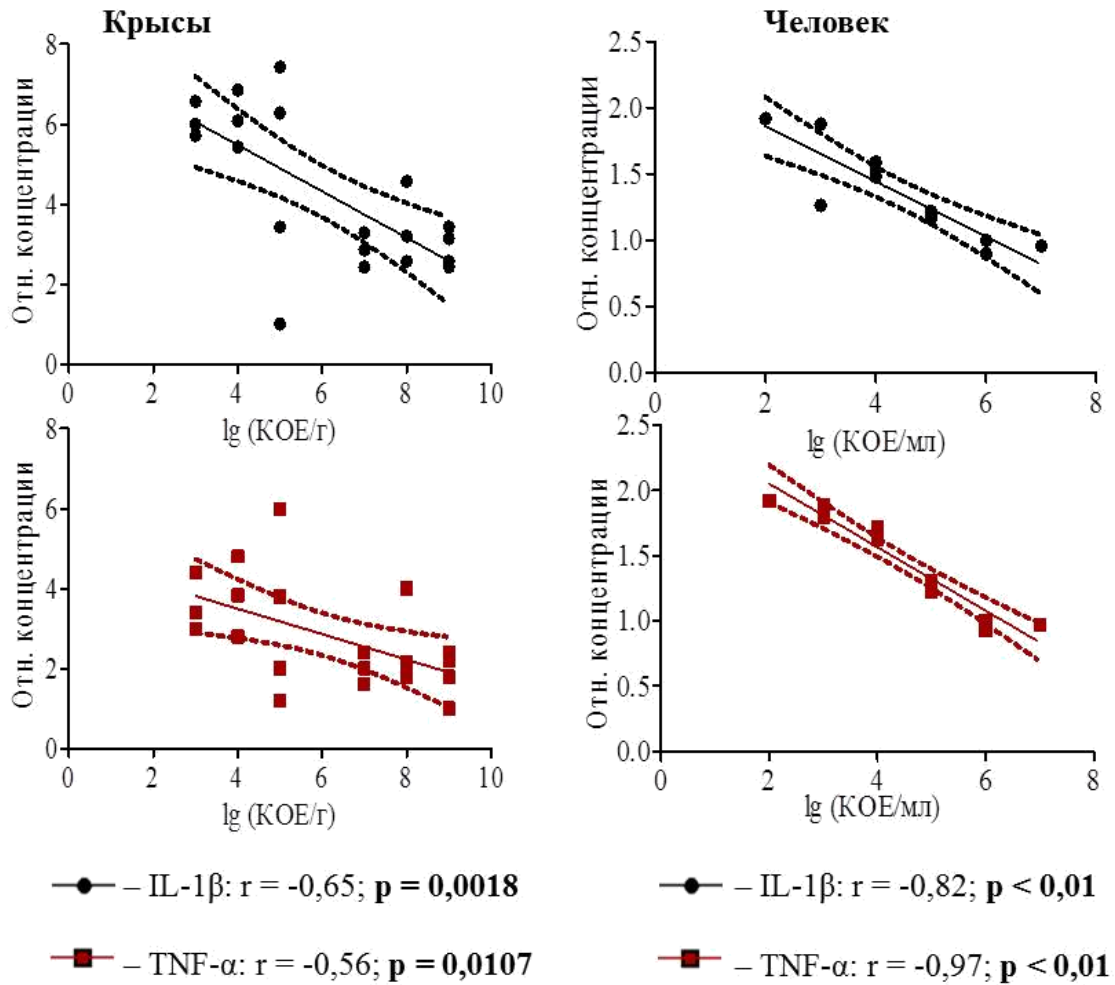 Крысы
Человек
Отн. концентрации
8
6
4
2
0
0 2 4 6 8 10
lg (КОЕ/г)
Отн. концентрации
2.5
2.0
1.5
1.0
0.5
0.0
0 2 4 6 8
lg (КОЕ/мл)
Отн. концентрации
8
6
4
2
0
0 2 4 6 8 10
lg (КОЕ/г)
Отн. концентрации
2.5
2.0
1.5
1.0
0.5
0.0
0 2 4 6 8
lg (КОЕ/мл)
– IL-1β: r = -0,65; p = 0,0018
– IL-1β: r = -0,82; p < 0,01
– TNF-α: r = -0,56; p = 0,0107
– TNF-α: r = -0,97; p < 0,01